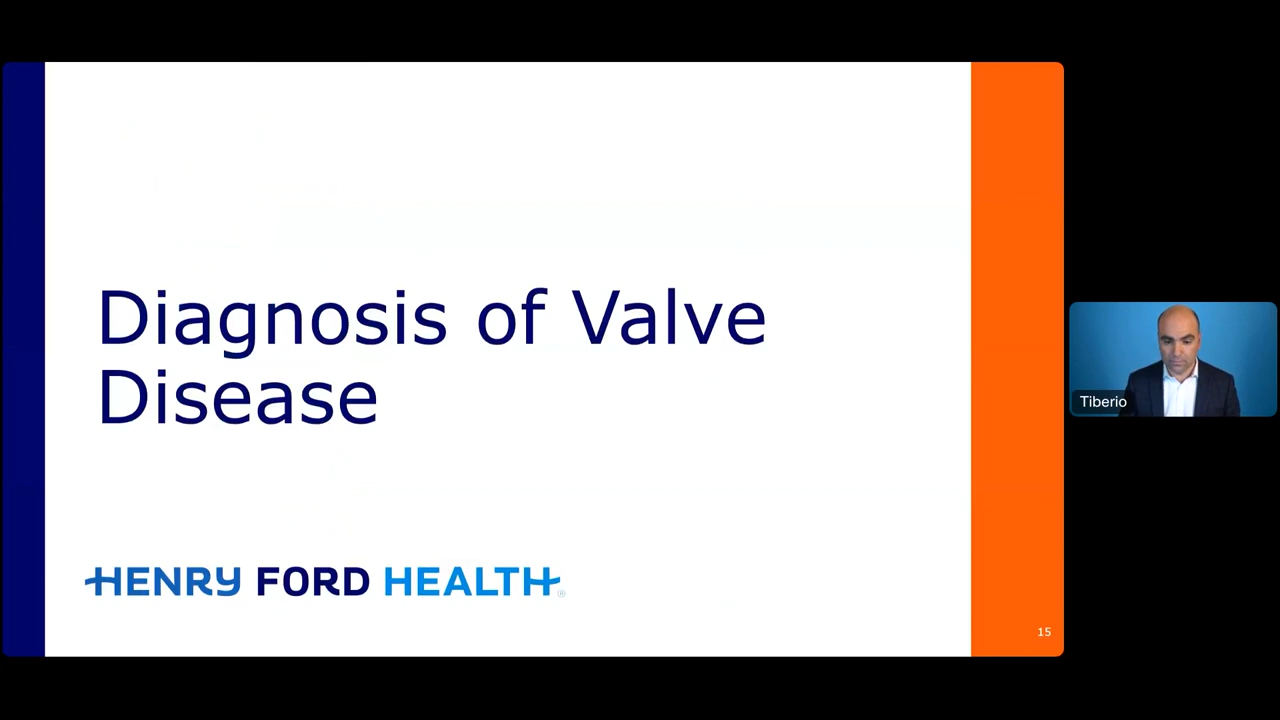 Diagnosis of Valve
Disease
HENRY FORD HEALTH®
15
Tiberio